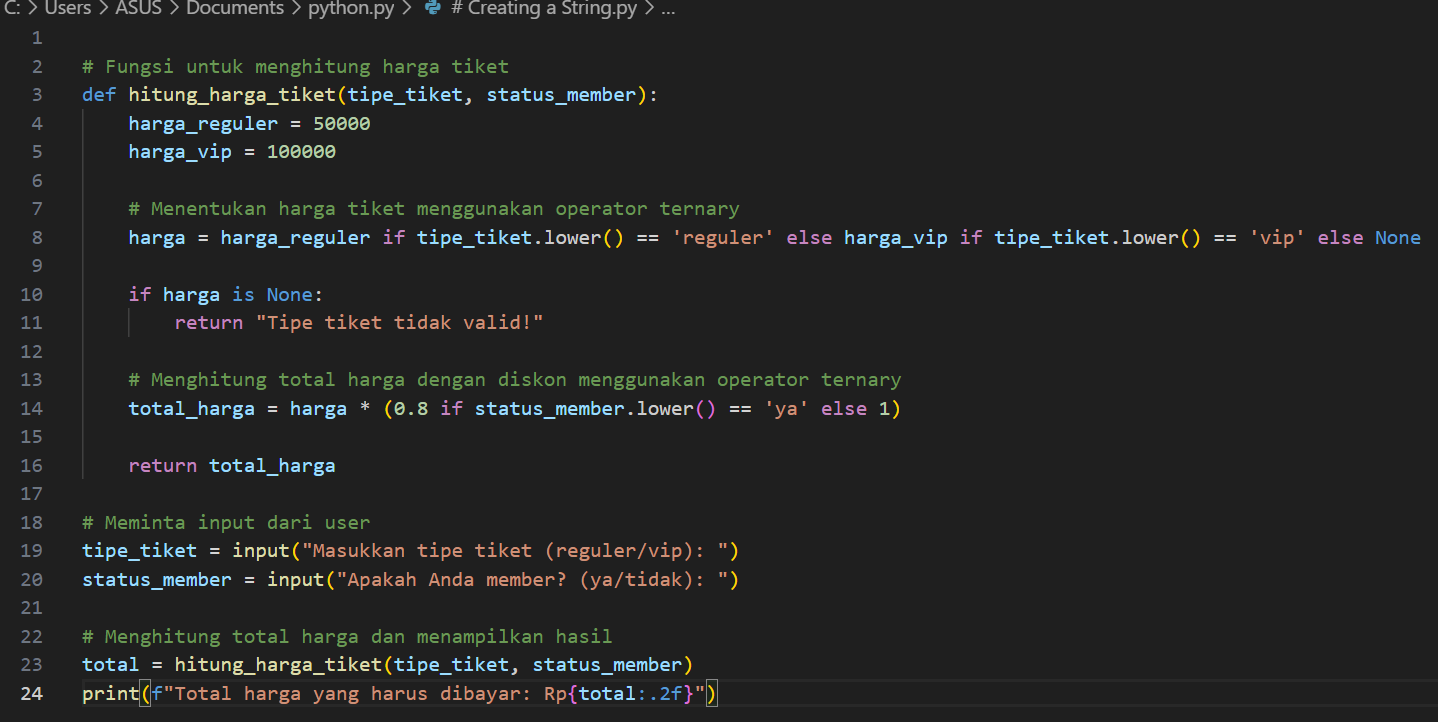 C: > Users > ASUS > Documents > python.py > # Creating a String.py > ...
1
2 # Fungsi untuk menghitung harga tiket
3 def hitung_harga_tiket(tipe_tiket, status_member):
4     harga_reguler = 50000
5     harga_vip = 100000
6
7     # Menentukan harga tiket menggunakan operator ternary
8     harga = harga_reguler if tipe_tiket.lower() == 'reguler' else harga_vip if tipe_tiket.lower() == 'vip' else None
9
10     if harga is None:
11         return "Tipe tiket tidak valid!"
12
13     # Menghitung total harga dengan diskon menggunakan operator ternary
14     total_harga = harga * (0.8 if status_member.lower() == 'ya' else 1)
15
16     return total_harga
17
18 # Meminta input dari user
19 tipe_tiket = input("Masukkan tipe tiket (reguler/vip): ")
20 status_member = input("Apakah Anda member? (ya/tidak): ")
21
22 # Menghitung total harga dan menampilkan hasil
23 total = hitung_harga_tiket(tipe_tiket, status_member)
24 print(f"Total harga yang harus dibayar: Rp{total:.2f}")